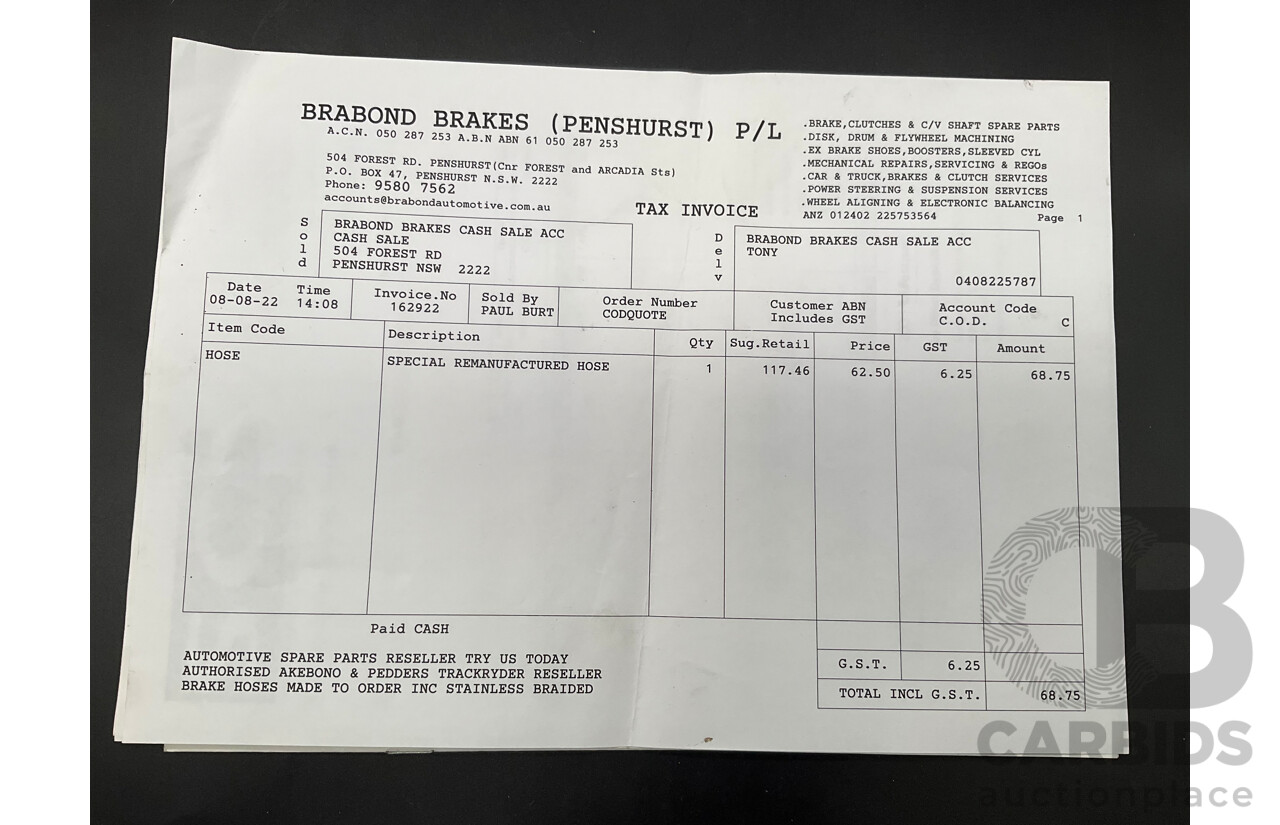 BRABOND BRAKES (PENSHURST) P/L
A.C.N. 050 287 253 A.B.N ABN 61 050 287 253
504 FOREST RD. PENSHURST(Cnr FOREST and ARCADIA Sts)
P.O. BOX 47, PENSHURST N.S.W. 2222
Phone: 9580 7562
accounts@brabondautomotive.com.au
TAX INVOICE
.BRAKE,CLUTCHES & C/V SHAFT SPARE PARTS
.DISK, DRUM & FLYWHEEL MACHINING
.EX BRAKE SHOES,BOOSTERS,SLEEVED CYL
.MECHANICAL REPAIRS,SERVICING & REGOs
.CAR & TRUCK,BRAKES & CLUTCH SERVICES
.POWER STEERING & SUSPENSION SERVICES
.WHEEL ALIGNING & ELECTRONIC BALANCING
ANZ 012402 225753564 Page 1
Sold
BRABOND BRAKES CASH SALE ACC
CASH SALE
504 FOREST RD
PENSHURST NSW 2222
Delv
BRABOND BRAKES CASH SALE ACC
TONY
0408225787
Date Time Invoice.No Sold By Order Number Customer ABN Account Code
08-08-22 14:08 162922 PAUL BURT CODQUOTE Includes GST C.O.D. C
Item Code Description Qty Sug.Retail Price GST Amount
HOSE SPECIAL REMANUFACTURED HOSE 1 117.46 62.50 6.25 68.75
Paid CASH
AUTOMOTIVE SPARE PARTS RESELLER TRY US TODAY
AUTHORISED AKEBONO & PEDDERS TRACKRYDER RESELLER
BRAKE HOSES MADE TO ORDER INC STAINLESS BRAIDED
G.S.T. 6.25
TOTAL INCL G.S.T. 68.75
CB
CARBIDS
auctionplace